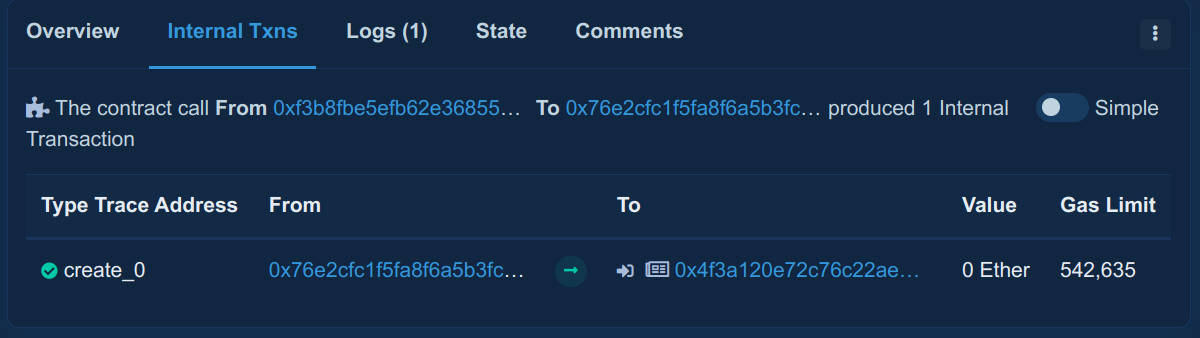 Overview Internal Txns Logs (1) State Comments
The contract call From 0xf3b8fbe5efb62e36855... To 0x76e2cfc1f5fa8f6a5b3fc... produced 1 Internal Simple
Transaction
Type Trace Address From To Value Gas Limit
create_0 0x76e2cfc1f5fa8f6a5b3fc... 0x4f3a120e72c76c22ae... 0 Ether 542,635